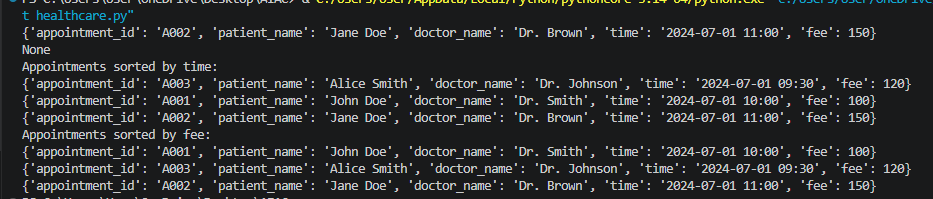 t healthcare.py"
{'appointment_id': 'A002', 'patient_name': 'Jane Doe', 'doctor_name': 'Dr. Brown', 'time': '2024-07-01 11:00', 'fee': 150}
None
Appointments sorted by time:
{'appointment_id': 'A003', 'patient_name': 'Alice Smith', 'doctor_name': 'Dr. Johnson', 'time': '2024-07-01 09:30', 'fee': 120}
{'appointment_id': 'A001', 'patient_name': 'John Doe', 'doctor_name': 'Dr. Smith', 'time': '2024-07-01 10:00', 'fee': 100}
{'appointment_id': 'A002', 'patient_name': 'Jane Doe', 'doctor_name': 'Dr. Brown', 'time': '2024-07-01 11:00', 'fee': 150}
Appointments sorted by fee:
{'appointment_id': 'A001', 'patient_name': 'John Doe', 'doctor_name': 'Dr. Smith', 'time': '2024-07-01 10:00', 'fee': 100}
{'appointment_id': 'A003', 'patient_name': 'Alice Smith', 'doctor_name': 'Dr. Johnson', 'time': '2024-07-01 09:30', 'fee': 120}
{'appointment_id': 'A002', 'patient_name': 'Jane Doe', 'doctor_name': 'Dr. Brown', 'time': '2024-07-01 11:00', 'fee': 150}